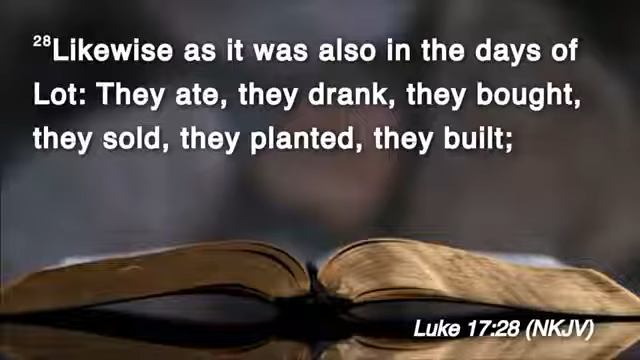 28Likewise as it was also in the days of
Lot: They ate, they drank, they bought,
they sold, they planted, they built;
Luke 17:28 (NKJV)